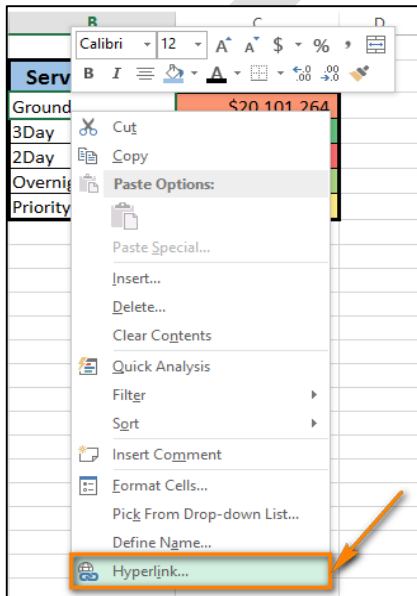 B C D
Calibri 12 A A $ % ,
B I A .00 .0
Serv
Ground $20,101,264
3Day
2Day
Overnig
Priority
Cut
Copy
Paste Options:
Paste Special...
Insert...
Delete...
Clear Contents
Quick Analysis
Filter
Sort
Insert Comment
Format Cells...
Pick From Drop-down List...
Define Name...
Hyperlink...